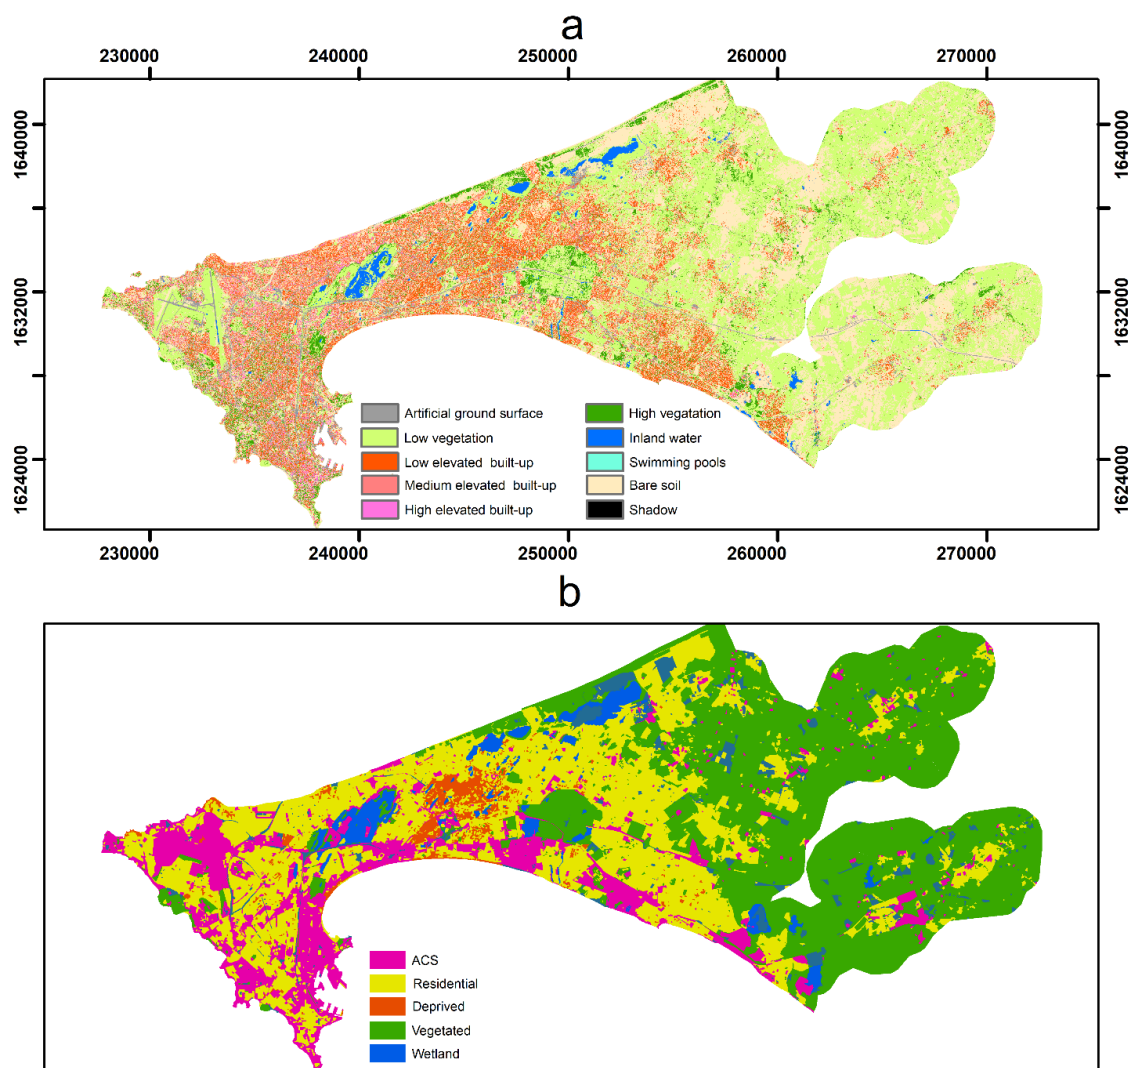 a
230000 240000 250000 260000 270000
1640000 1640000
1632000 1632000
1624000 1624000
Artificial ground surface High vegatation
Low vegetation Inland water
Low elevated built-up Swimming pools
Medium elevated built-up Bare soil
High elevated built-up Shadow
230000 240000 250000 260000 270000
b
ACS
Residential
Deprived
Vegetated
Wetland